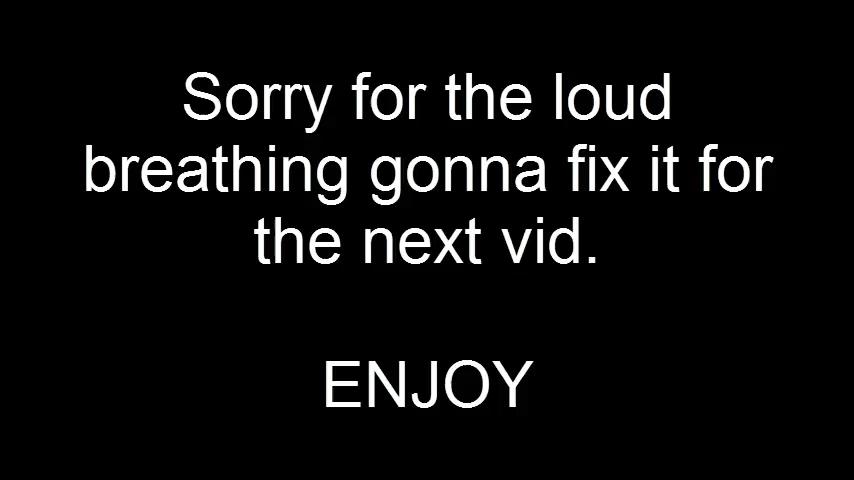 Sorry for the loud
breathing gonna fix it for
the next vid.
ENJOY